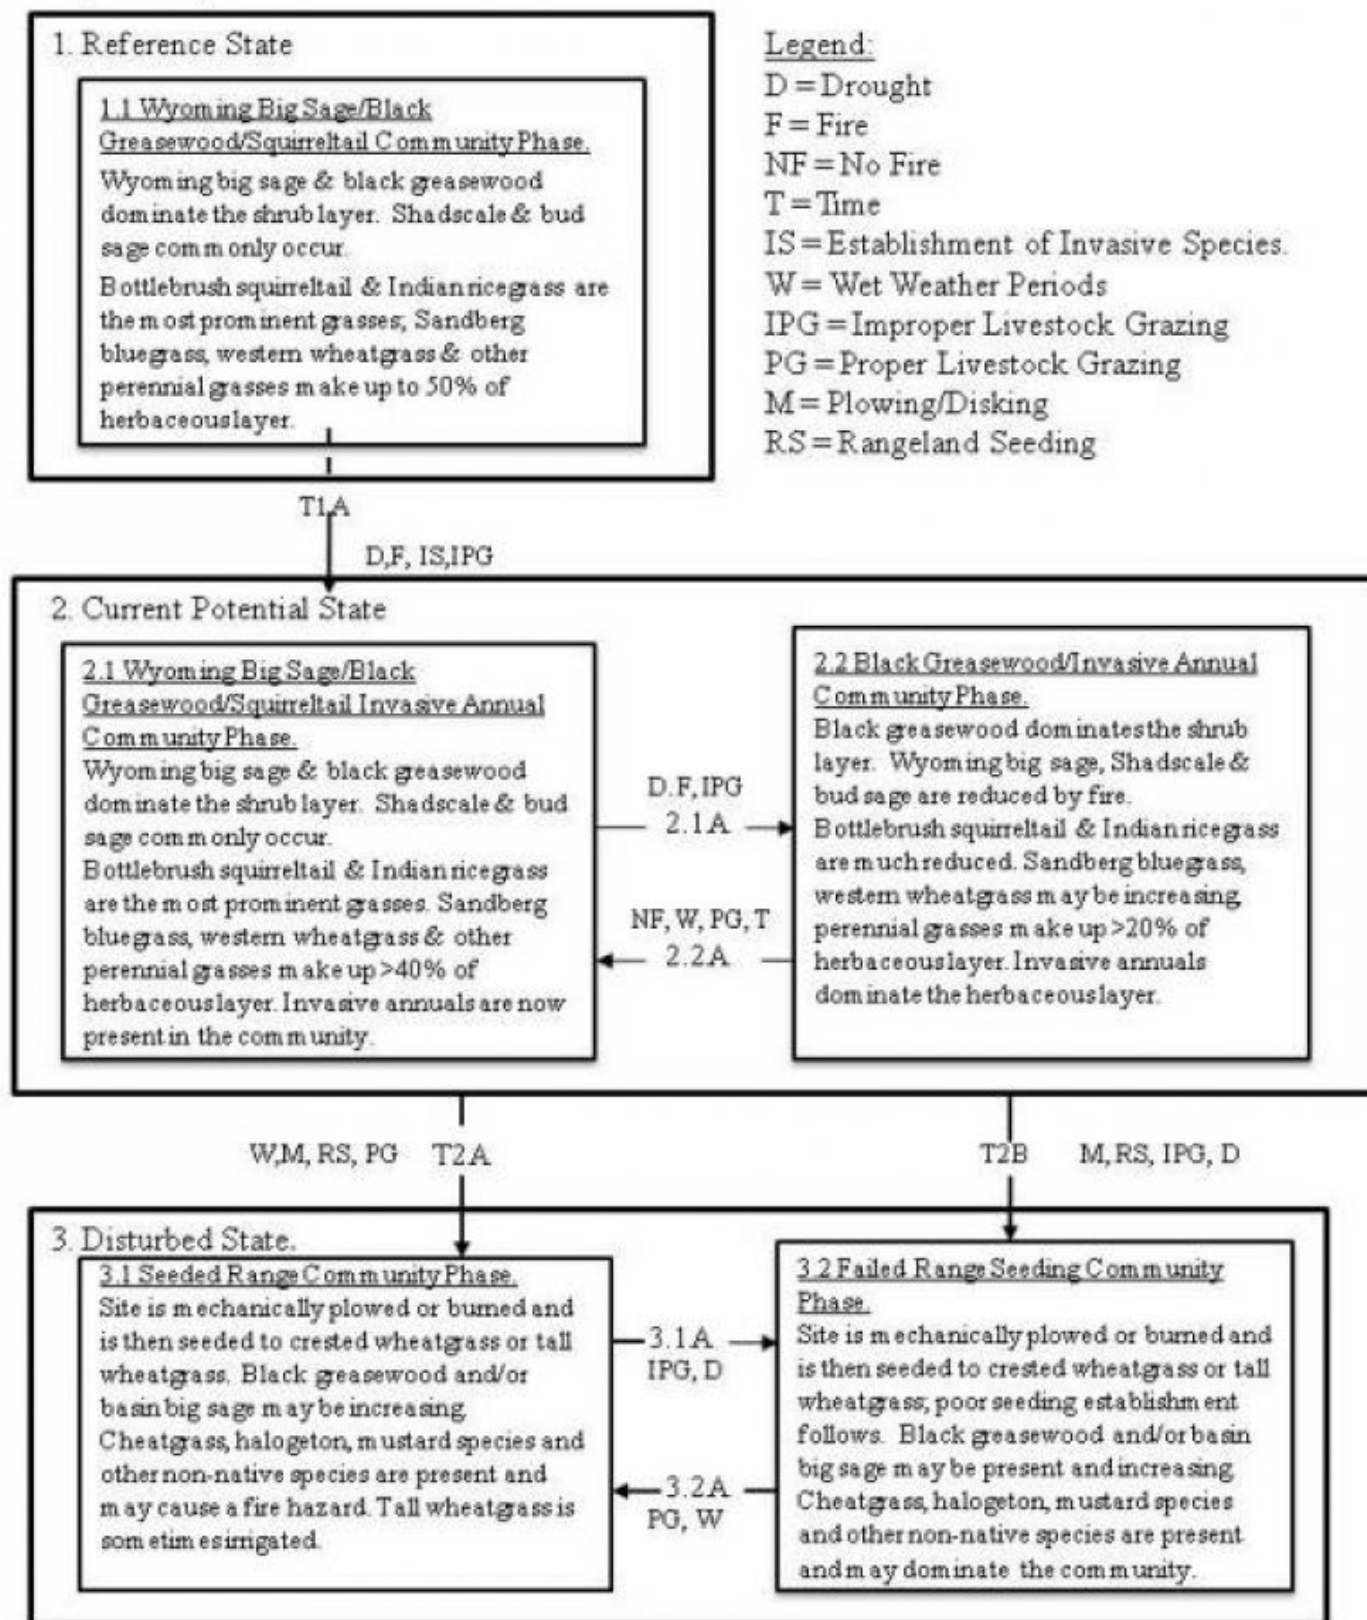 1. Reference State
1.1 Wyoming Big Sage/Black
Greasewood/Squirreltail Community Phase.
Wyoming big sage & black greasewood
dominate the shrub layer. Shadscale & bud
sage commonly occur.
Bottlebrush squirreltail & Indian ricegrass are
the most prominent grasses; Sandberg
bluegrass, western wheatgrass & other
perennial grasses make up to 50% of
herbaceous layer.
Legend:
D = Drought
F = Fire
NF = No Fire
T = Time
IS = Establishment of Invasive Species.
W = Wet Weather Periods
IPG = Improper Livestock Grazing
PG = Proper Livestock Grazing
M = Plowing/Disking
RS = Rangeland Seeding
T1A
D,F, IS,IPG
2. Current Potential State
2.1 Wyoming Big Sage/Black
Greasewood/Squirreltail Invasive Annual
Community Phase.
Wyoming big sage & black greasewood
dominate the shrub layer. Shadscale & bud
sage commonly occur.
Bottlebrush squirreltail & Indian ricegrass
are the most prominent grasses. Sandberg
bluegrass, western wheatgrass & other
perennial grasses make up >40% of
herbaceous layer. Invasive annuals are now
present in the community.
D. F, IPG
2.1A
NF, W, PG, T
2.2A
2.2 Black Greasewood/Invasive Annual
Community Phase.
Black greasewood dominates the shrub
layer. Wyoming big sage, Shadscale &
bud sage are reduced by fire.
Bottlebrush squirreltail & Indian ricegrass
are much reduced. Sandberg bluegrass,
western wheatgrass may be increasing,
perennial grasses make up >20% of
herbaceous layer. Invasive annuals
dominate the herbaceous layer.
W,M, RS, PG T2A
T2B M, RS, IPG, D
3. Disturbed State.
3.1 Seeded Range Community Phase.
Site is mechanically plowed or burned and
is then seeded to crested wheatgrass or tall
wheatgrass. Black greasewood and/or
basin big sage may be increasing.
Cheatgrass, halogeton, mustard species and
other non-native species are present and
may cause a fire hazard. Tall wheatgrass is
sometimes irrigated.
3.1A
IPG, D
3.2A
PG, W
3.2 Failed Range Seeding Community
Phase.
Site is mechanically plowed or burned and
is then seeded to crested wheatgrass or tall
wheatgrass; poor seeding establishment
follows. Black greasewood and/or basin
big sage may be present and increasing.
Cheatgrass, halogeton, mustard species
and other non-native species are present
and may dominate the community.